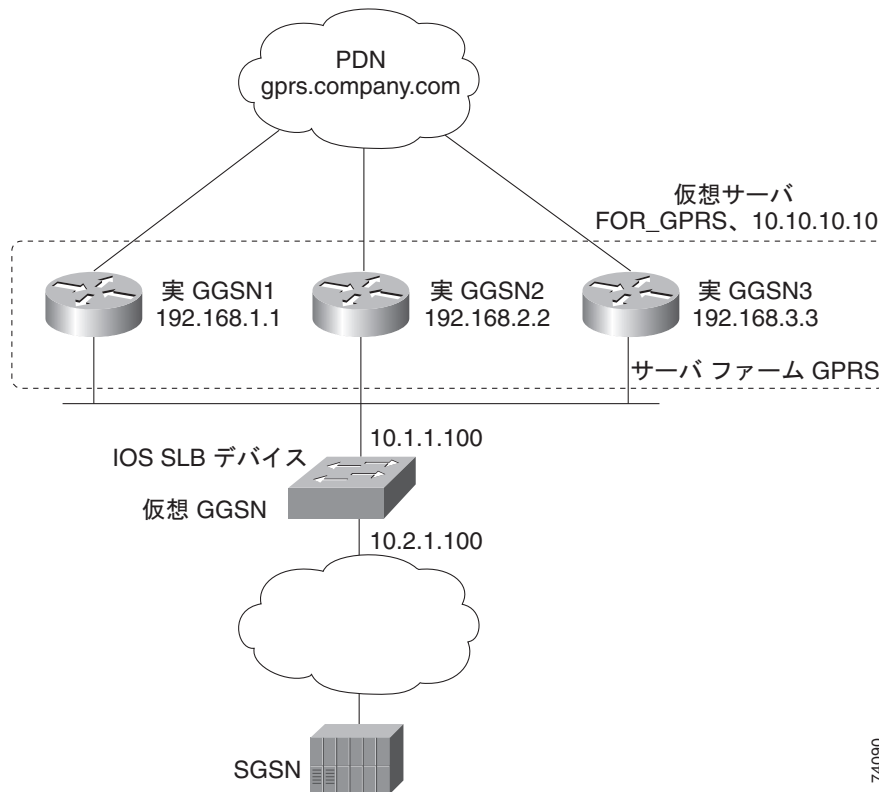 PDN
gprs.company.com
仮想サーバ
FOR_GPRS、10.10.10.10
実 GGSN1
192.168.1.1
実 GGSN2
192.168.2.2
実 GGSN3
192.168.3.3
サーバ ファーム GPRS
10.1.1.100
IOS SLB デバイス
仮想 GGSN
10.2.1.100
SGSN
74090